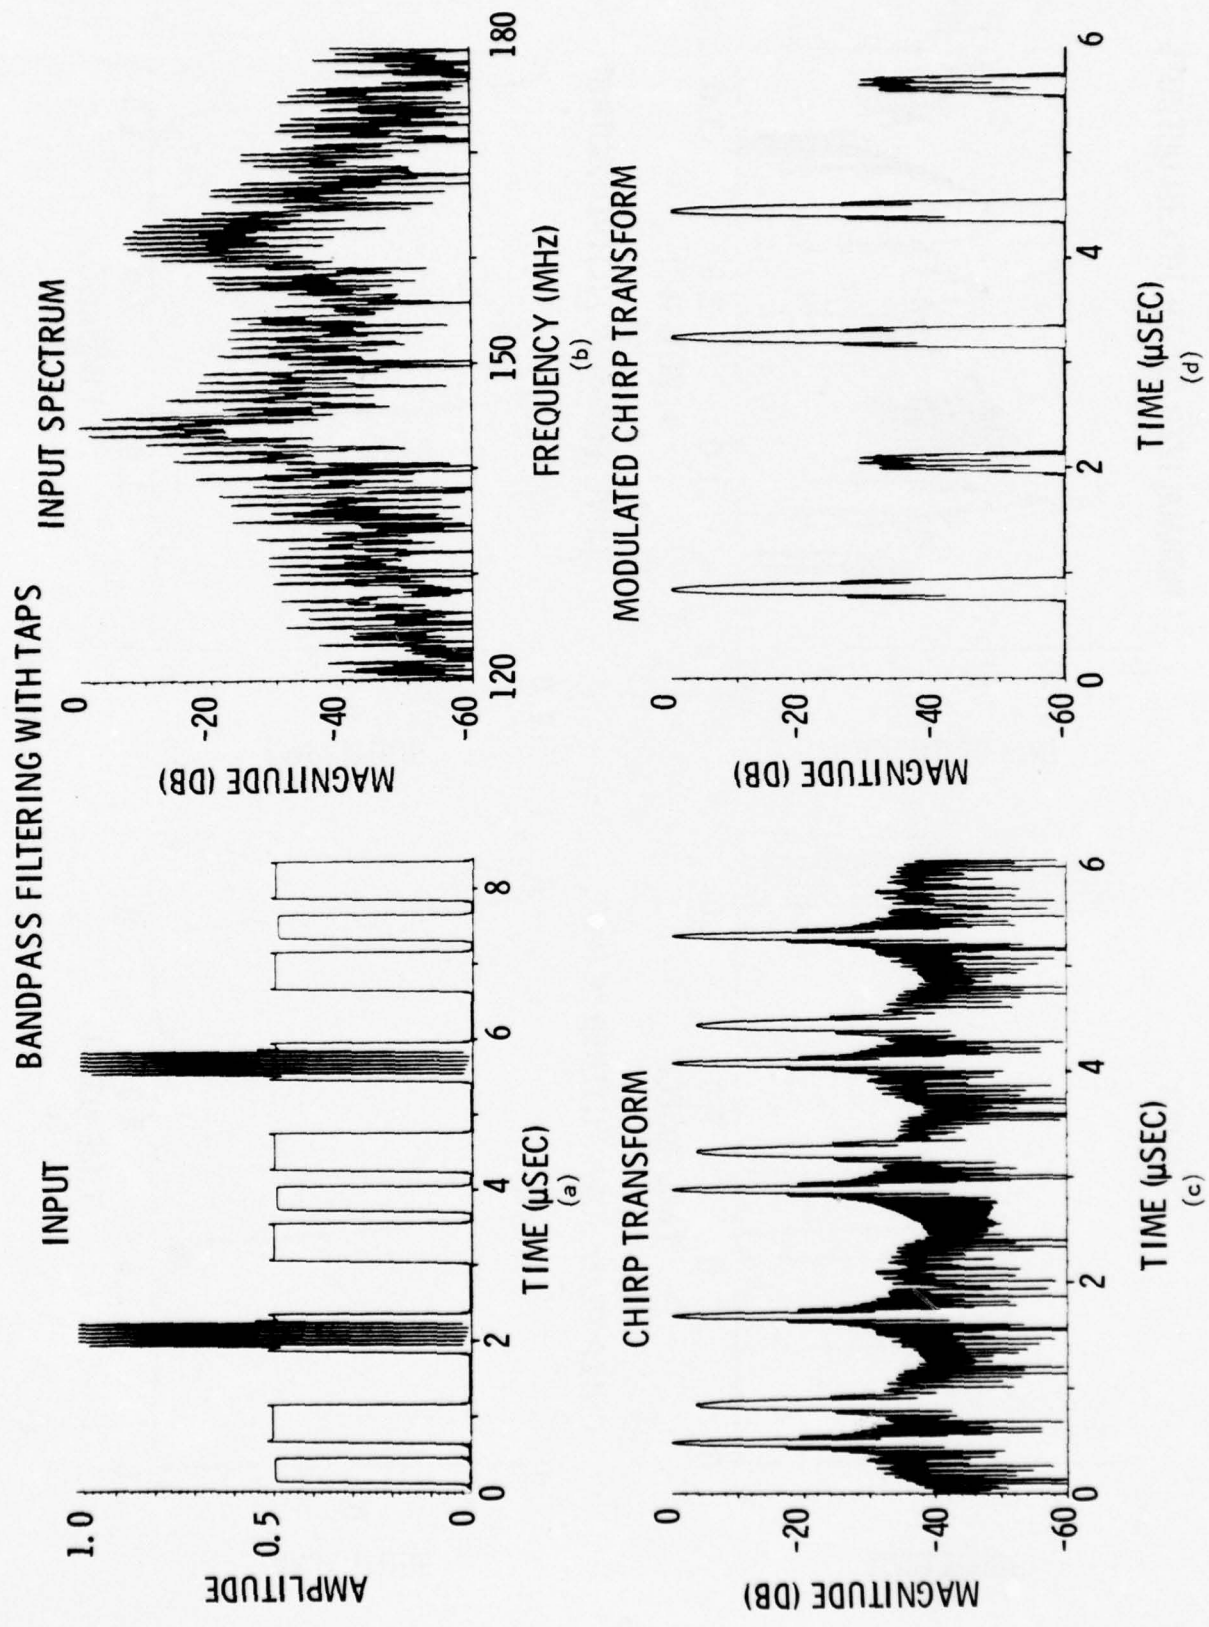 BANDPASS FILTERING WITH TAPS
INPUT
AMPLITUDE
1.0
0.5
0
0 2 4 6 8
TIME (μSEC)
(a)
INPUT SPECTRUM
MAGNITUDE (DB)
0
-20
-40
-60
120 150 180
FREQUENCY (MHz)
(b)
CHIRP TRANSFORM
MAGNITUDE (DB)
0
-20
-40
-60
0 2 4 6
TIME (μSEC)
(c)
MODULATED CHIRP TRANSFORM
MAGNITUDE (DB)
0
-20
-40
-60
0 2 4 6
TIME (μSEC)
(d)